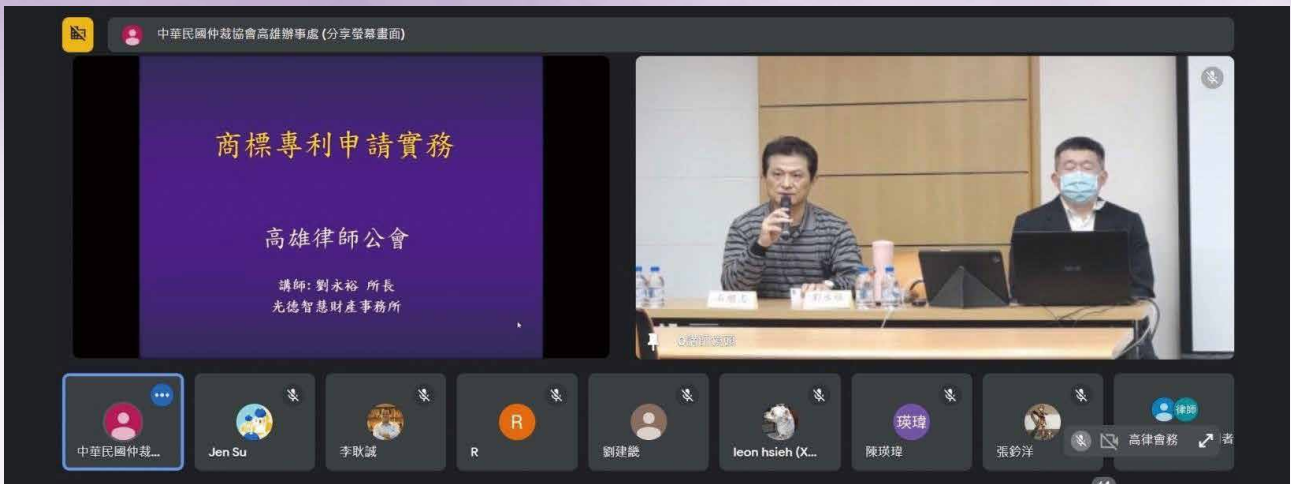 中華民國仲裁協會高雄辦事處 (分享螢幕畫面)
商標專利申請實務
高雄律師公會
講師: 劉永裕 所長
光德智慧財產事務所
中華民國仲裁...
Jen Su
李耿誠
R
R
劉建畿
leon hsieh (X...
瑛瑋
陳瑛瑋
張鈐洋
律師
高律會務
者